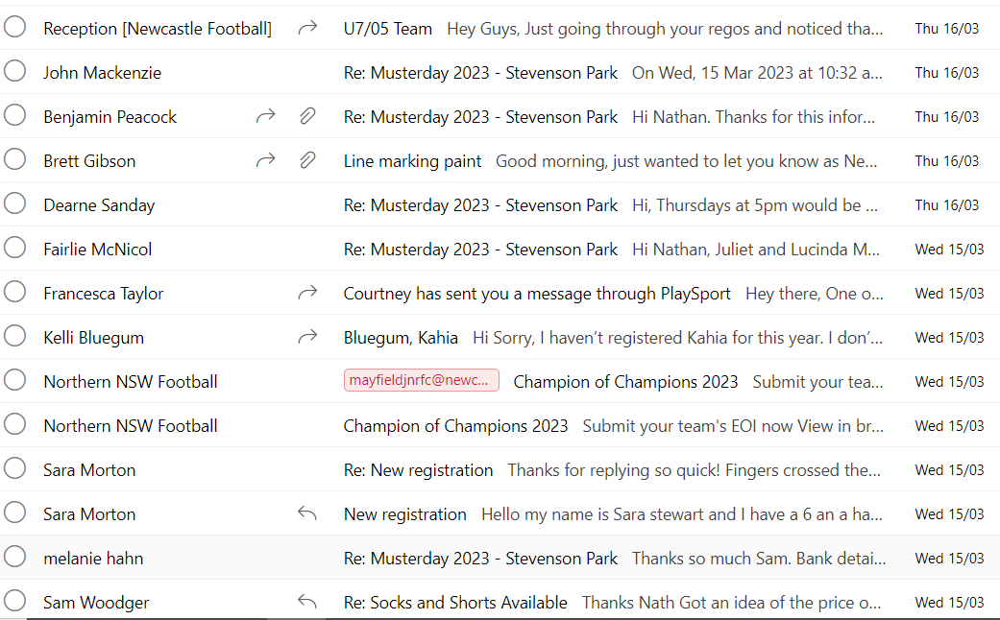 Reception [Newcastle Football] U7/05 Team Hey Guys, Just going through your regos and noticed tha... Thu 16/03
John Mackenzie Re: Musterday 2023 - Stevenson Park On Wed, 15 Mar 2023 at 10:32 a... Thu 16/03
Benjamin Peacock Re: Musterday 2023 - Stevenson Park Hi Nathan. Thanks for this infor... Thu 16/03
Brett Gibson Line marking paint Good morning, just wanted to let you know as Ne... Thu 16/03
Dearne Sanday Re: Musterday 2023 - Stevenson Park Hi, Thursdays at 5pm would be ... Thu 16/03
Fairlie McNicol Re: Musterday 2023 - Stevenson Park Hi Nathan, Juliet and Lucinda M... Wed 15/03
Francesca Taylor Courtney has sent you a message through PlaySport Hey there, One o... Wed 15/03
Kelli Bluegum Bluegum, Kahia Hi Sorry, I haven’t registered Kahia for this year. I don’... Wed 15/03
Northern NSW Football mayfieldjnrfc@newc... Champion of Champions 2023 Submit your tea... Wed 15/03
Northern NSW Football Champion of Champions 2023 Submit your team's EOI now View in br... Wed 15/03
Sara Morton Re: New registration Thanks for replying so quick! Fingers crossed the... Wed 15/03
Sara Morton New registration Hello my name is Sara stewart and I have a 6 an a ha... Wed 15/03
melanie hahn Re: Musterday 2023 - Stevenson Park Thanks so much Sam. Bank detai... Wed 15/03
Sam Woodger Re: Socks and Shorts Available Thanks Nath Got an idea of the price o... Wed 15/03